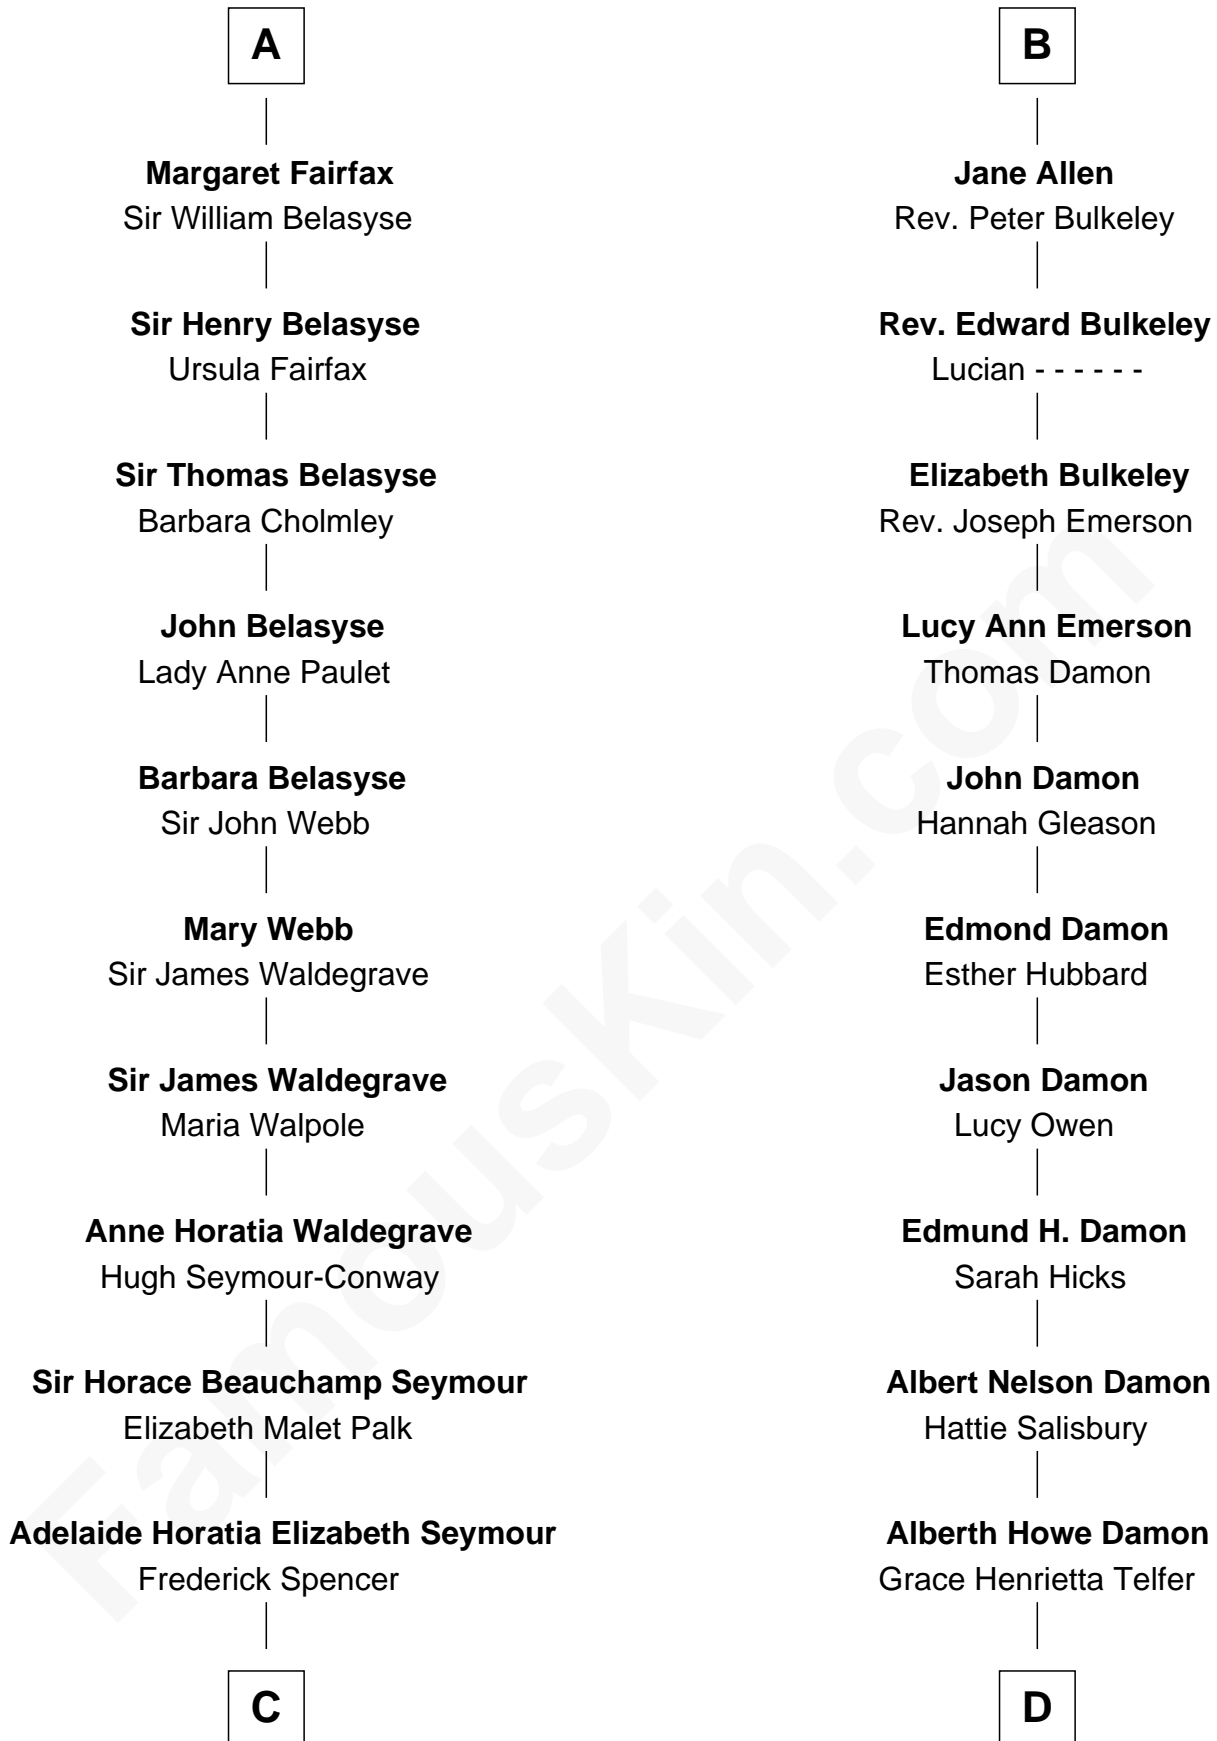 A
Margaret Fairfax
Sir William Belasyse
Sir Henry Belasyse
Ursula Fairfax
Sir Thomas Belasyse
Barbara Cholmley
John Belasyse
Lady Anne Paulet
Barbara Belasyse
Sir John Webb
Mary Webb
Sir James Waldegrave
Sir James Waldegrave
Maria Walpole
Anne Horatia Waldegrave
Hugh Seymour-Conway
Sir Horace Beauchamp Seymour
Elizabeth Malet Palk
Adelaide Horatia Elizabeth Seymour
Frederick Spencer
C
B
Jane Allen
Rev. Peter Bulkeley
Rev. Edward Bulkeley
Lucian - - - - - -
Elizabeth Bulkeley
Rev. Joseph Emerson
Lucy Ann Emerson
Thomas Damon
John Damon
Hannah Gleason
Edmond Damon
Esther Hubbard
Jason Damon
Lucy Owen
Edmund H. Damon
Sarah Hicks
Albert Nelson Damon
Hattie Salisbury
Alberth Howe Damon
Grace Henrietta Telfer
D
FamousKin.com